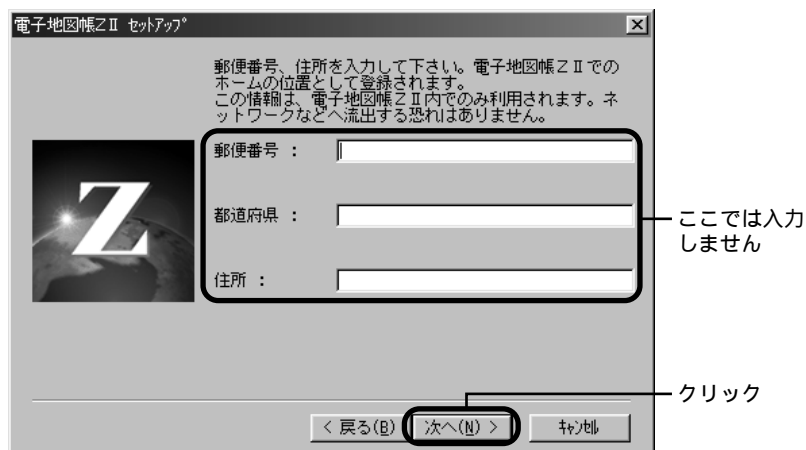 電子地図帳ZⅡ ｾｯﾄｱｯﾌﾟ
郵便番号、住所を入力して下さい。電子地図帳ZⅡでの
ホームの位置として登録されます。
この情報は、電子地図帳ZⅡ内でのみ利用されます。ネ
ットワークなどへ流出する恐れはありません。
郵便番号 :
Z
都道府県 :
ここでは入力
しません
住所 :
クリック
< 戻る(B)
次へ(N) >
ｷｬﾝｾﾙ